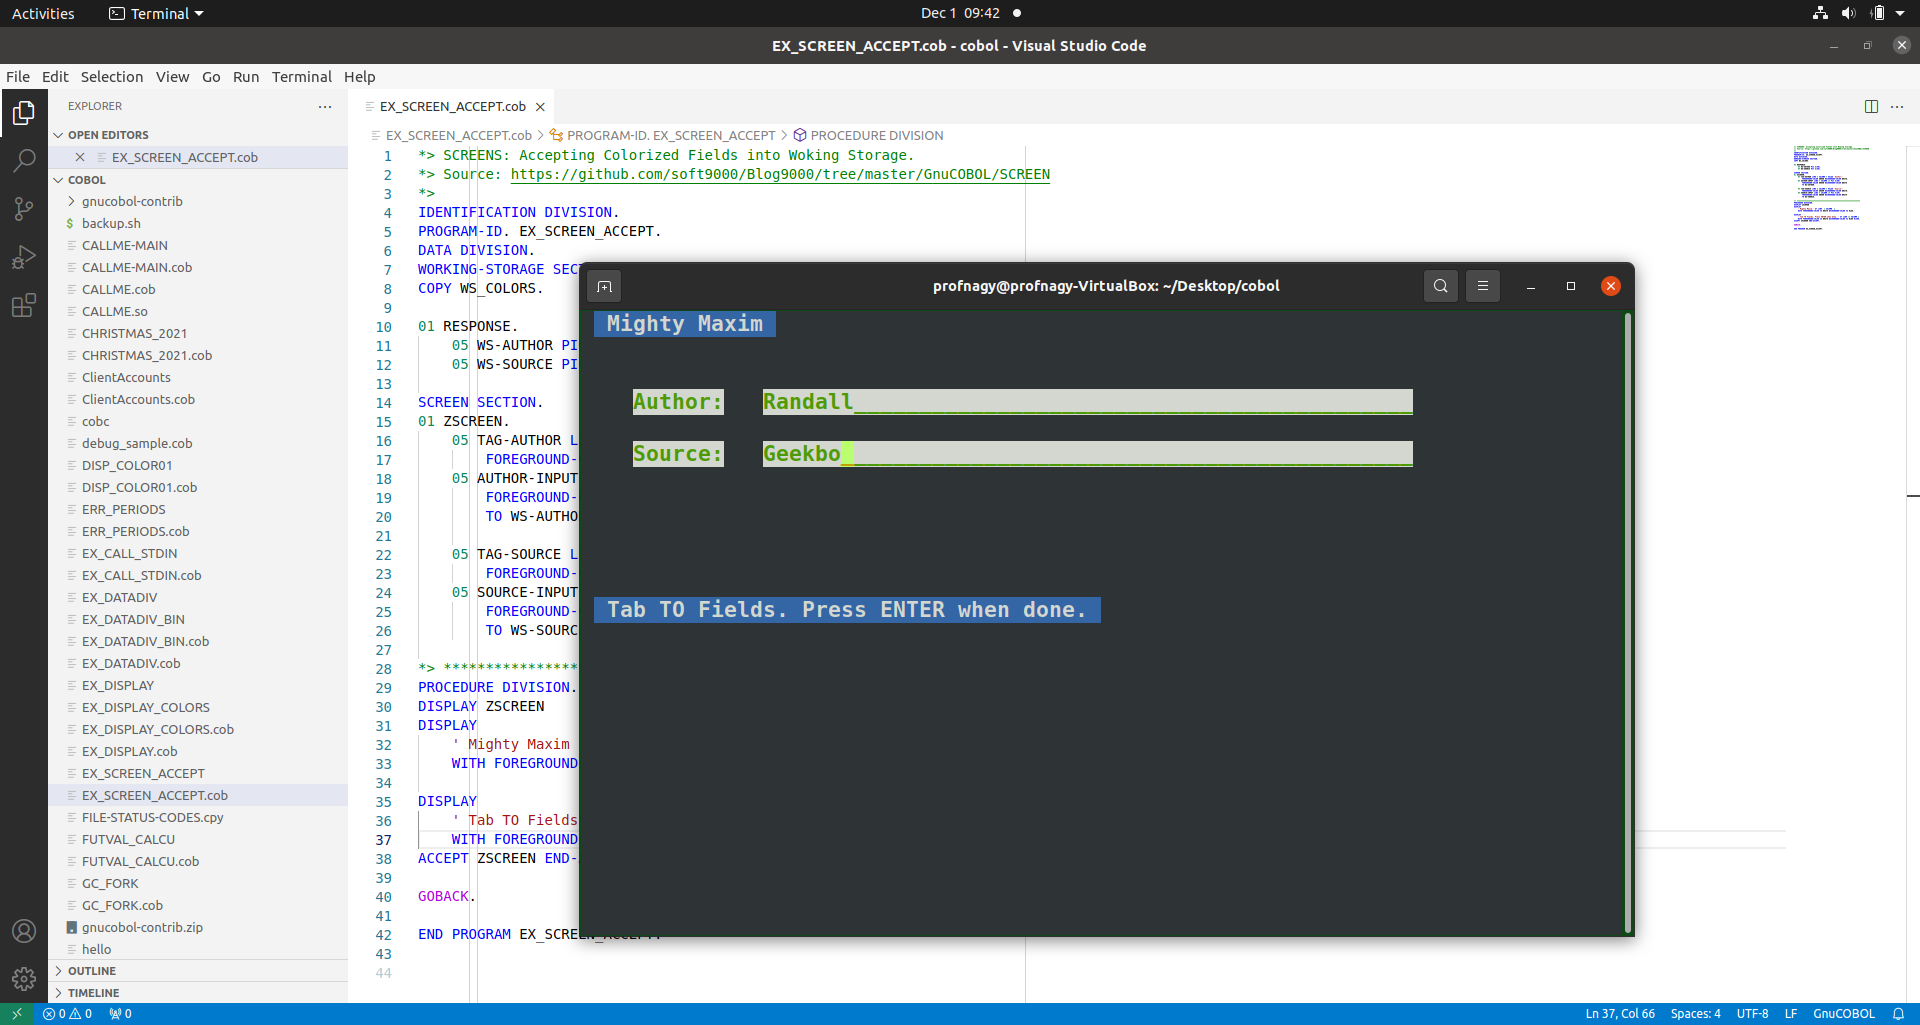 Activities Terminal Dec 1 09:42
EX_SCREEN_ACCEPT.cob - cobol - Visual Studio Code
File Edit Selection View Go Run Terminal Help
EXPLORER
OPEN EDITORS
EX_SCREEN_ACCEPT.cob
COBOL
gnucobol-contrib
$ backup.sh
CALLME-MAIN
CALLME-MAIN.cob
CALLME.cob
CALLME.so
CHRISTMAS_2021
CHRISTMAS_2021.cob
ClientAccounts
ClientAccounts.cob
cobc
debug_sample.cob
DISP_COLOR01
DISP_COLOR01.cob
ERR_PERIODS
ERR_PERIODS.cob
EX_CALL_STDIN
EX_CALL_STDIN.cob
EX_DATADIV
EX_DATADIV_BIN
EX_DATADIV_BIN.cob
EX_DATADIV.cob
EX_DISPLAY
EX_DISPLAY_COLORS
EX_DISPLAY_COLORS.cob
EX_DISPLAY.cob
EX_SCREEN_ACCEPT
EX_SCREEN_ACCEPT.cob
FILE-STATUS-CODES.cpy
FUTVAL_CALCU
FUTVAL_CALCU.cob
GC_FORK
GC_FORK.cob
gnucobol-contrib.zip
hello
OUTLINE
TIMELINE
EX_SCREEN_ACCEPT.cob
EX_SCREEN_ACCEPT.cob > PROGRAM-ID. EX_SCREEN_ACCEPT > PROCEDURE DIVISION
1 *> SCREENS: Accepting Colorized Fields into Woking Storage.
2 *> Source: https://github.com/soft9000/Blog9000/tree/master/GnuCOBOL/SCREEN
3 *>
4 IDENTIFICATION DIVISION.
5 PROGRAM-ID. EX_SCREEN_ACCEPT.
6 DATA DIVISION.
7 WORKING-STORAGE SECT
8 COPY WS_COLORS.
9
10 01 RESPONSE.
11 05 WS-AUTHOR PI
12 05 WS-SOURCE PI
13
14 SCREEN SECTION.
15 01 ZSCREEN.
16 05 TAG-AUTHOR L
17 FOREGROUND-
18 05 AUTHOR-INPUT
19 FOREGROUND-
20 TO WS-AUTHO
21
22 05 TAG-SOURCE L
23 FOREGROUND-
24 05 SOURCE-INPUT
25 FOREGROUND-
26 TO WS-SOURC
27
28 *> ****************
29 PROCEDURE DIVISION.
30 DISPLAY ZSCREEN
31 DISPLAY
32 ' Mighty Maxim
33 WITH FOREGROUND
34
35 DISPLAY
36 ' Tab TO Fields
37 WITH FOREGROUND
38 ACCEPT ZSCREEN END-
39
40 GOBACK.
41
42 END PROGRAM EX_SCREEN_ACCEPT.
43
44
profnagy@profnagy-VirtualBox: ~/Desktop/cobol
Mighty Maxim
Author: Randall___________________________________________
Source: Geekbo____________________________________________
Tab TO Fields. Press ENTER when done.
0 0 0 Ln 37, Col 66 Spaces: 4 UTF-8 LF GnuCOBOL